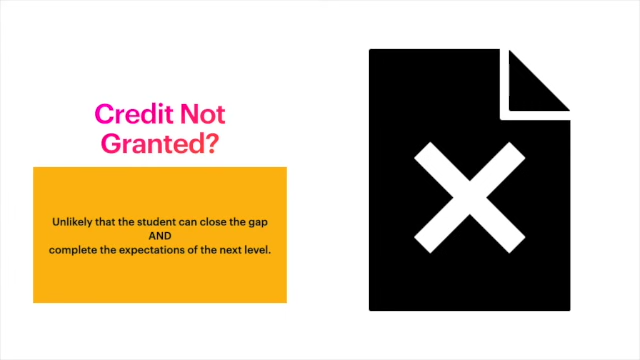 Credit Not
Granted?
Unlikely that the student can close the gap
AND
complete the expectations of the next level.